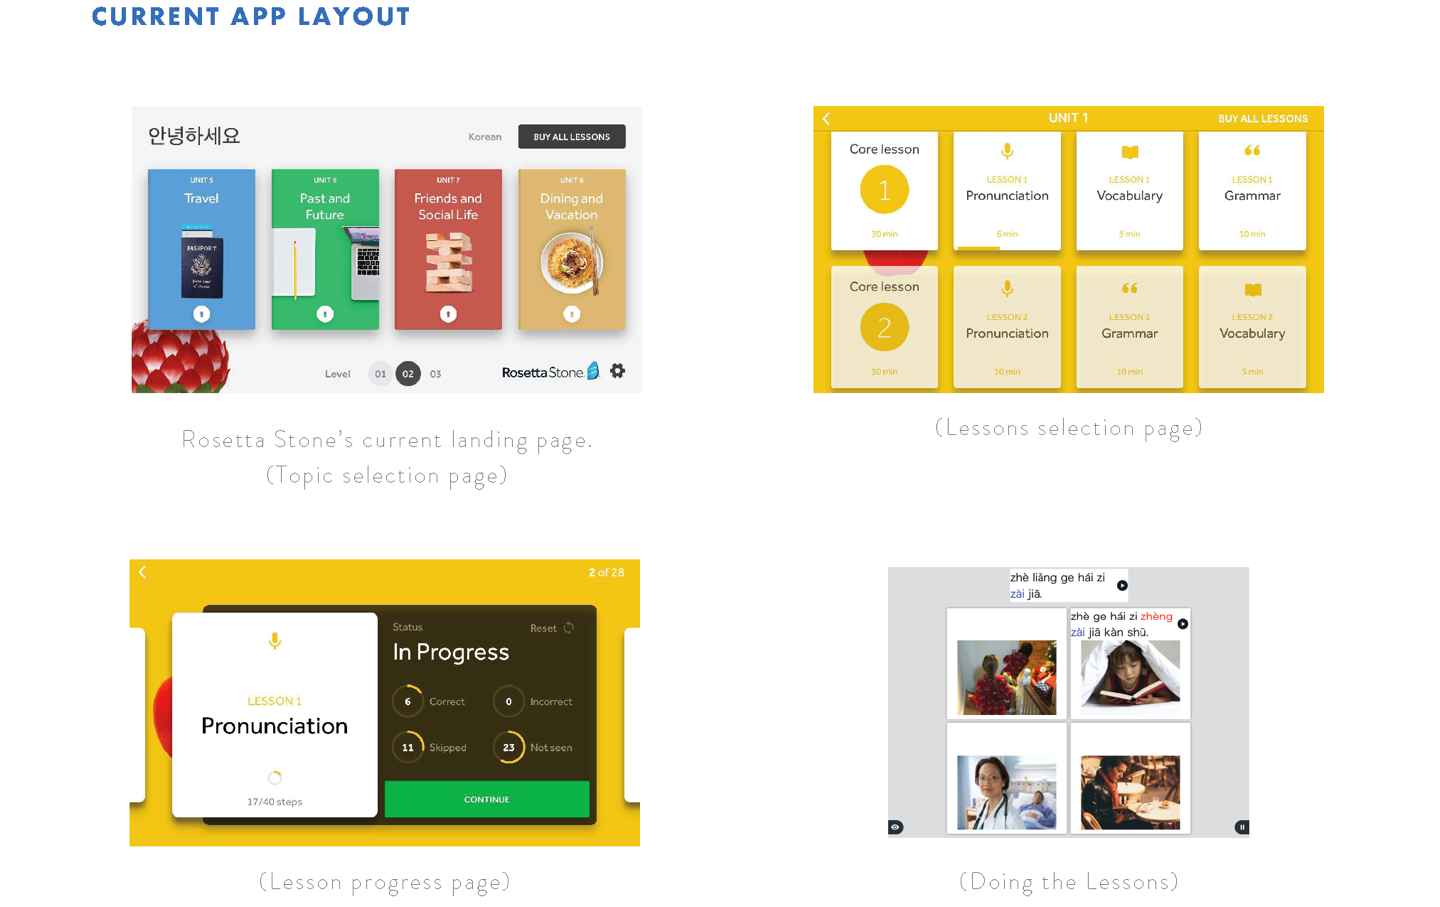 CURRENT APP LAYOUT
안녕하세요
Korean
BUY ALL LESSONS
UNIT 5
Travel
PASSPORT
UNIT 6
Past and
Future
UNIT 7
Friends and
Social Life
UNIT 8
Dining and
Vacation
Level 01 02 03
RosettaStone.
Rosetta Stone’s current landing page.
(Topic selection page)
UNIT 1
BUY ALL LESSONS
Core lesson
1
30 min
LESSON 1
Pronunciation
6 min
LESSON 1
Vocabulary
5 min
LESSON 1
Grammar
10 min
Core lesson
2
30 min
LESSON 2
Pronunciation
10 min
LESSON 2
Grammar
10 min
LESSON 2
Vocabulary
5 min
(Lessons selection page)
2 of 28
LESSON 1
Pronunciation
17/40 steps
Status
Reset
In Progress
6 Correct
0 Incorrect
11 Skipped
23 Not seen
CONTINUE
(Lesson progress page)
zhè liǎng ge hái zi
zài jiā.
zhè ge hái zi zhèng
zài jiā kàn shū.
(Doing the Lessons)